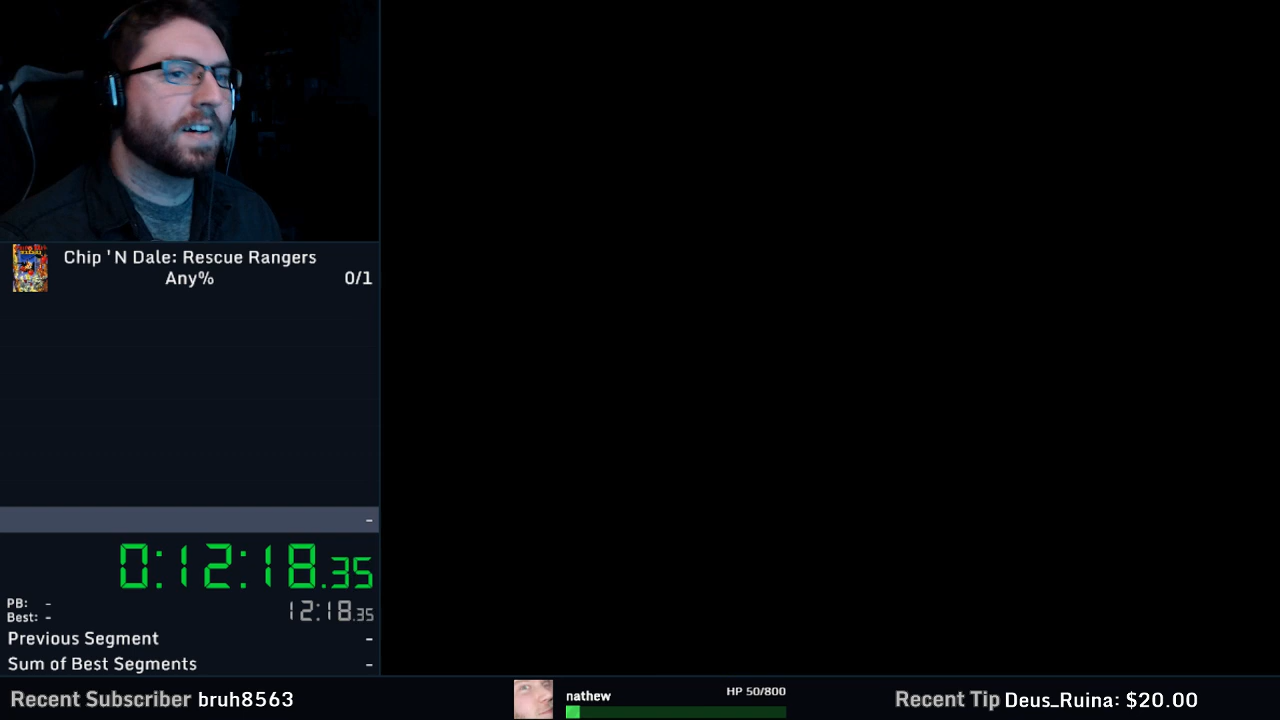 Chip 'N Dale: Rescue Rangers
Any%
0/1
-
0:12:18.35
PB: -
Best: -
12:18.35
Previous Segment -
Sum of Best Segments -
Recent Subscriber bruh8563
nathew
HP 50/800
Recent Tip Deus_Ruina: $20.00